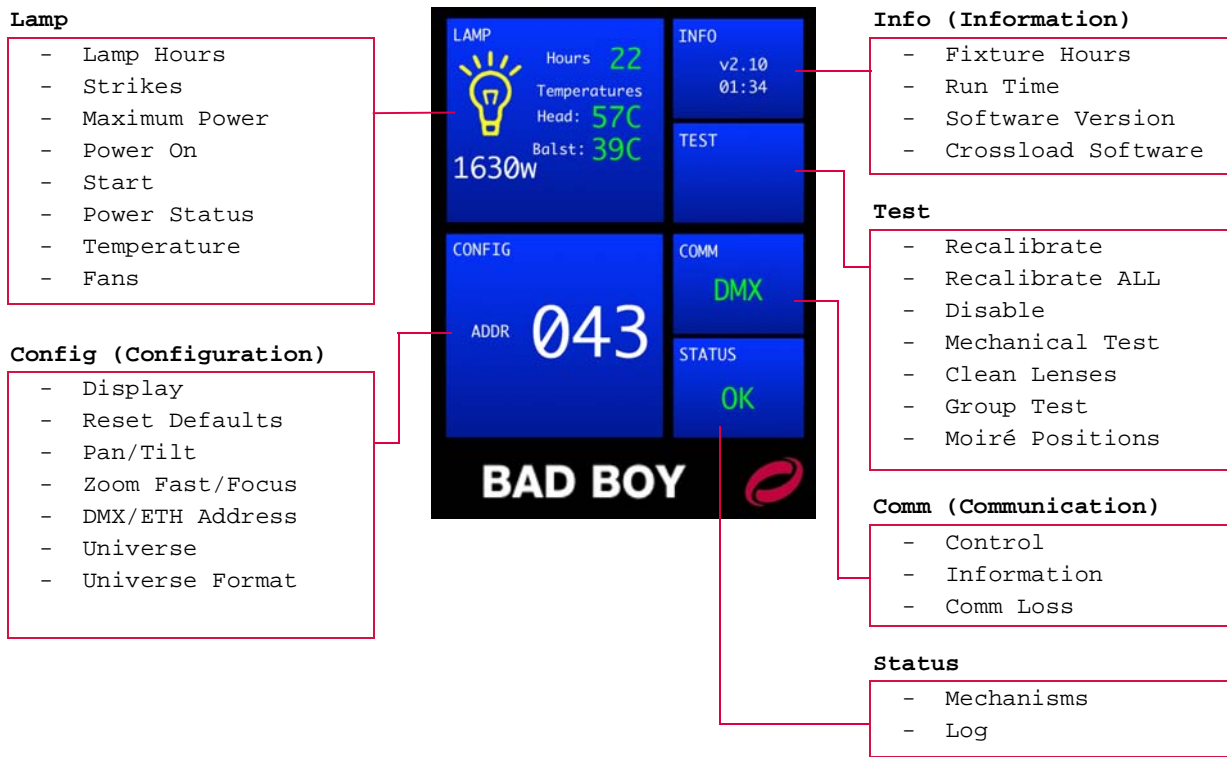 Lamp
- Lamp Hours
- Strikes
- Maximum Power
- Power On
- Start
- Power Status
- Temperature
- Fans
Config (Configuration)
- Display
- Reset Defaults
- Pan/Tilt
- Zoom Fast/Focus
- DMX/ETH Address
- Universe
- Universe Format
LAMP
Hours 22
Temperatures
Head: 57C
Balst: 39C
1630w
INFO
v2.10
01:34
TEST
CONFIG
ADDR 043
COMM
DMX
STATUS
OK
BAD BOY
Info (Information)
- Fixture Hours
- Run Time
- Software Version
- Crossload Software
Test
- Recalibrate
- Recalibrate ALL
- Disable
- Mechanical Test
- Clean Lenses
- Group Test
- Moiré Positions
Comm (Communication)
- Control
- Information
- Comm Loss
Status
- Mechanisms
- Log